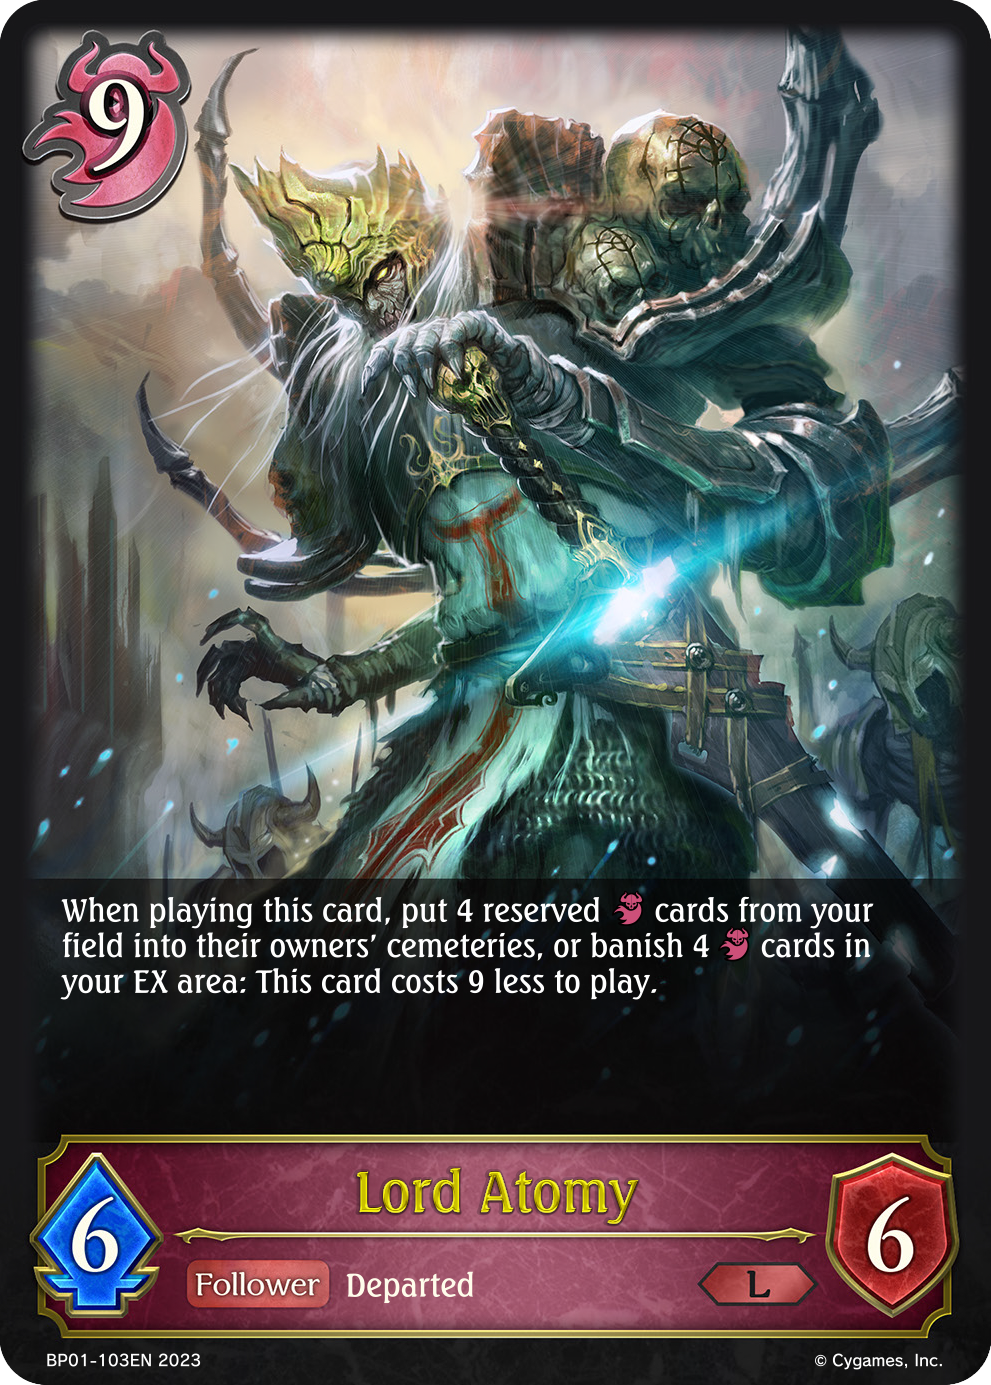 9
When playing this card, put 4 reserved cards from your
field into their owners' cemeteries, or banish 4 cards in
your EX area: This card costs 9 less to play.
Lord Atomy
6
6
Follower Departed L
BP01-103EN 2023
© Cygames, Inc.